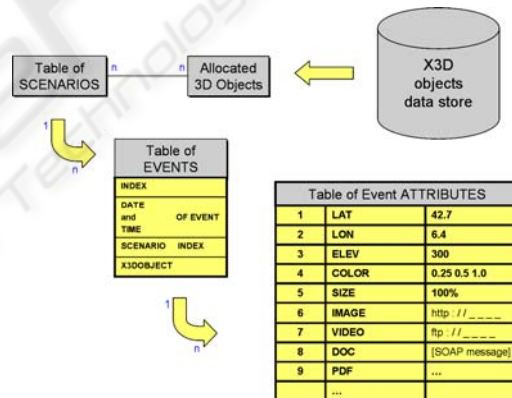 Table of
SCENARIOS
n
n
Allocated
3D Objects
X3D
objects
data store
1
n
Table of
EVENTS
INDEX
DATE
and OF EVENT
TIME
SCENARIO INDEX
X3DOBJECT
1
n
Table of Event ATTRIBUTES
1 LAT 42.7
2 LON 6.4
3 ELEV 300
4 COLOR 0.25 0.5 1.0
5 SIZE 100%
6 IMAGE http : / / _ _ _ _
7 VIDEO ftp : / / _ _ _ _
8 DOC [SOAP message]
9 PDF ...
...